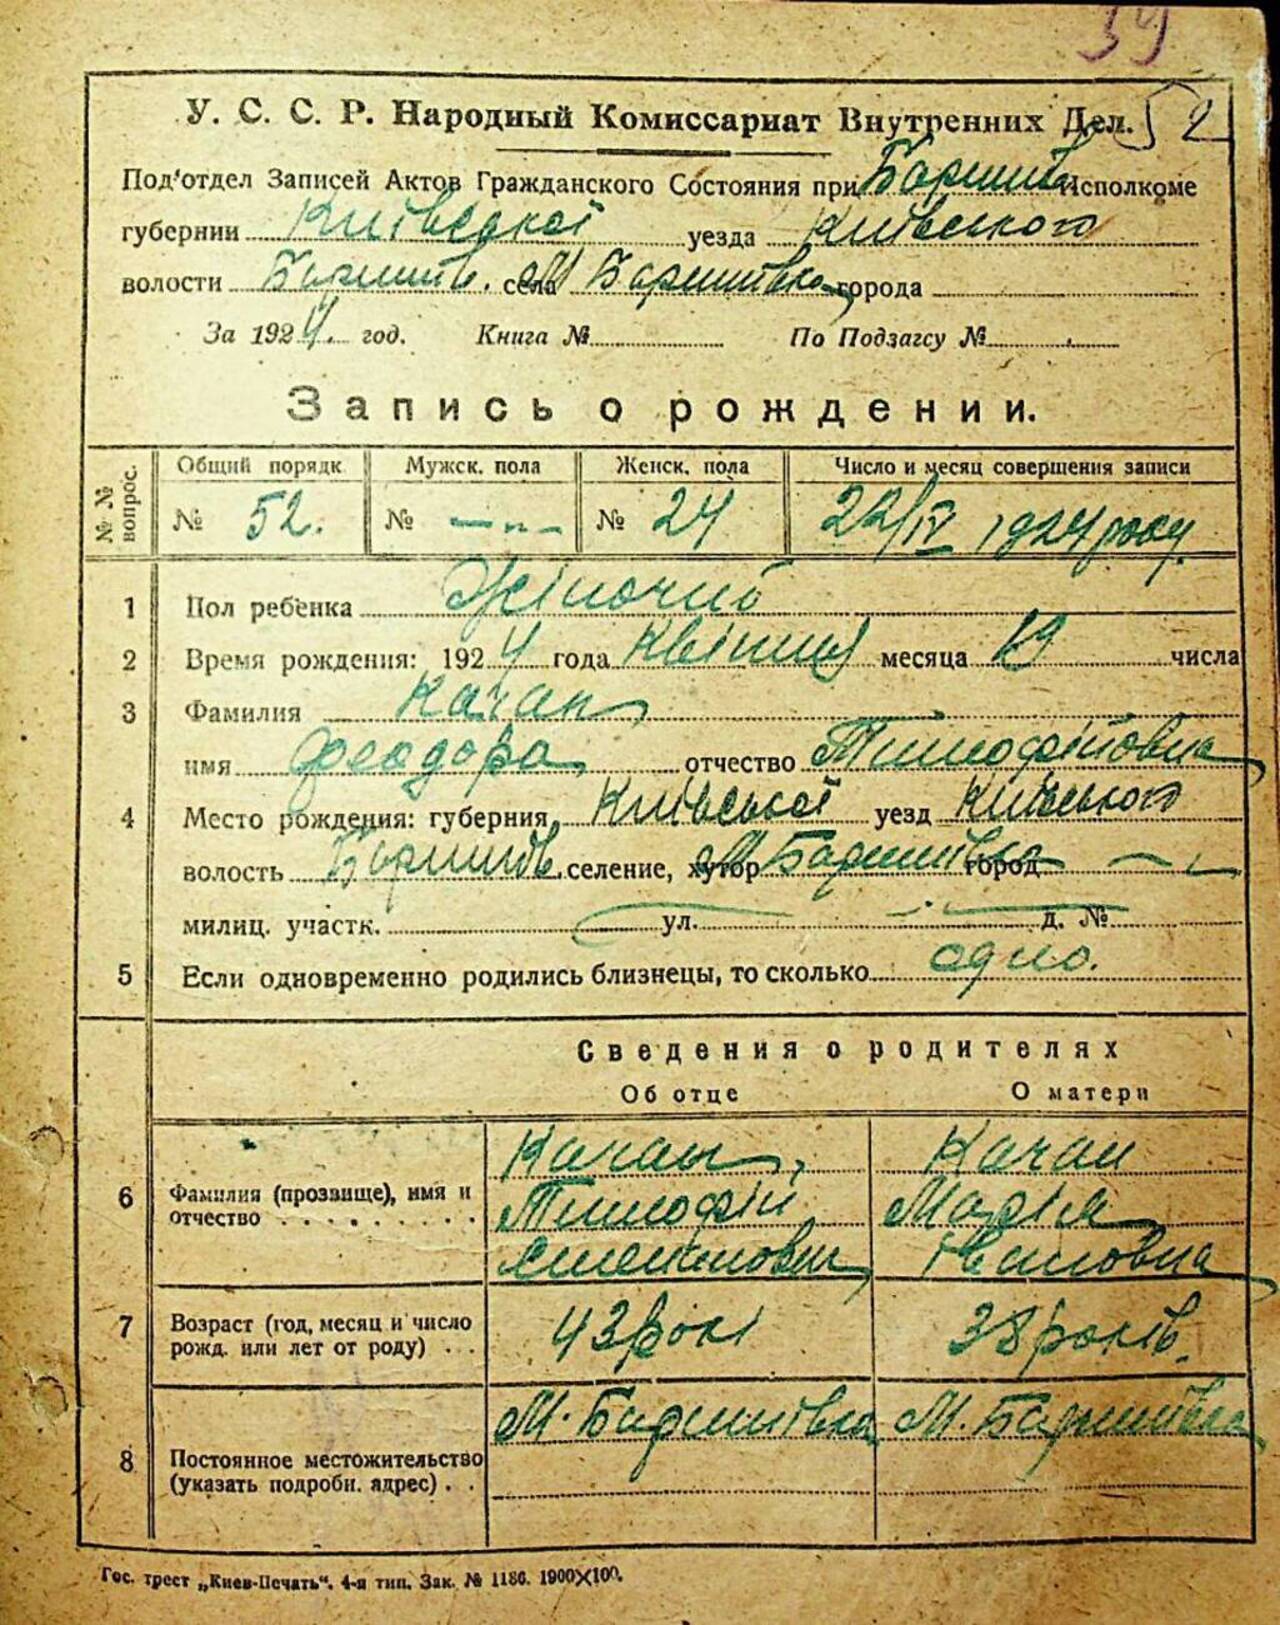 39
52
У. С. С. Р. Народный Комиссариат Внутренних Дел.
Под'отдел Записей Актов Гражданского Состояния при Баришів. Исполкоме
губернии Київської уезда Київського
волости Баришів. села М Баришівка города
За 1924. год. Книга № По Подзагсу №
Запись о рождении.
№ № вопрос. Общий порядк. Мужск. пола Женск. пола Число и месяц совершения записи
№ 52. № —„— № 24 22/IV 1924 року.
1 Пол ребенка Жіночий
2 Время рождения: 1924 года Квітня месяца 19 числа
3 Фамилия Качан
имя Феодора отчество Тимофіївна
4 Место рождения: губерния Київської уезд Київського
волость Баришів. селение, хутор М Баришівка город —
милиц. участк. ул. д. №
5 Если одновременно родились близнецы, то сколько одно.
Сведения о родителях
Об отце О матери
6 Фамилия (прозвище), имя и отчество
Качан, Качан
Тимофій Марія
Степанович Івановна
7 Возраст (год, месяц и число рожд. или лет от роду) 43 роки 38 років.
8 Постоянное местожительство (указать подробн. адрес) М. Баришівка М. Баришівка
Гос. трест „Киев-Печать". 4-я тип. Зак. № 1186. 1900×100.